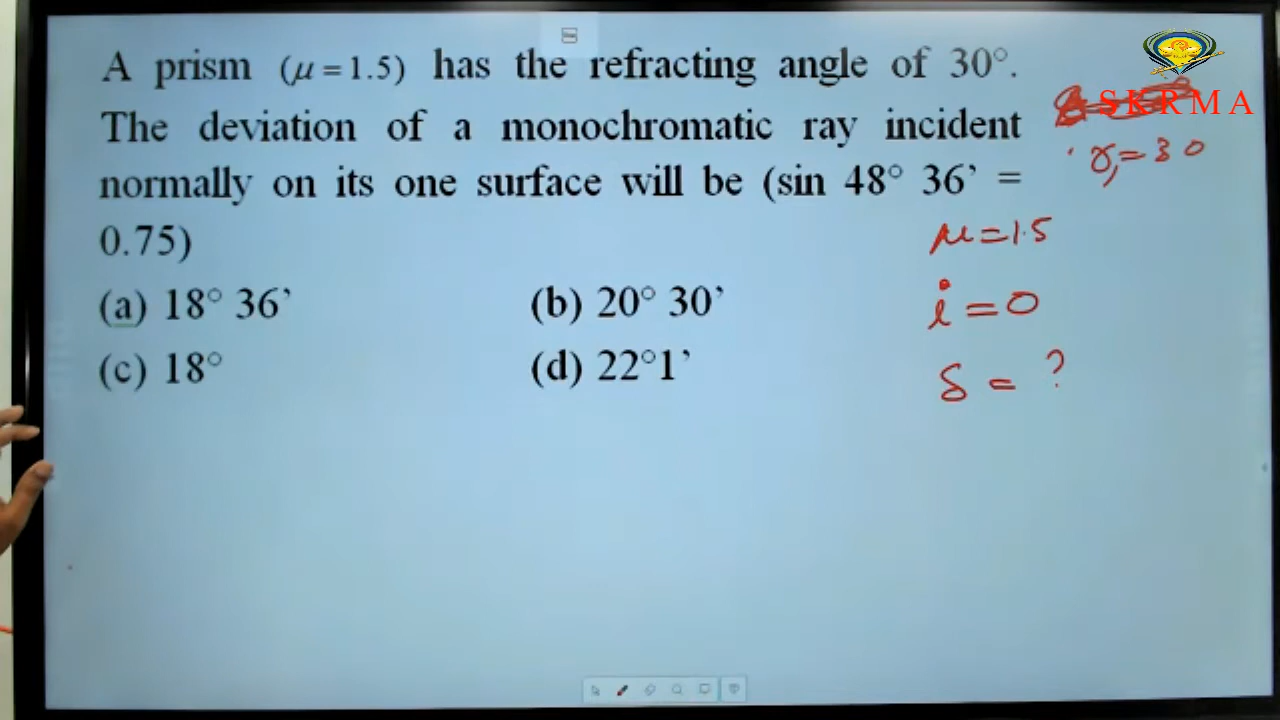 A prism (μ = 1.5) has the refracting angle of 30°.
The deviation of a monochromatic ray incident
normally on its one surface will be (sin 48° 36’ =
0.75)
(a) 18° 36’
(b) 20° 30’
(c) 18°
(d) 22°1’
SKRMA
r₁ = 30
μ = 1.5
i = 0
δ = ?